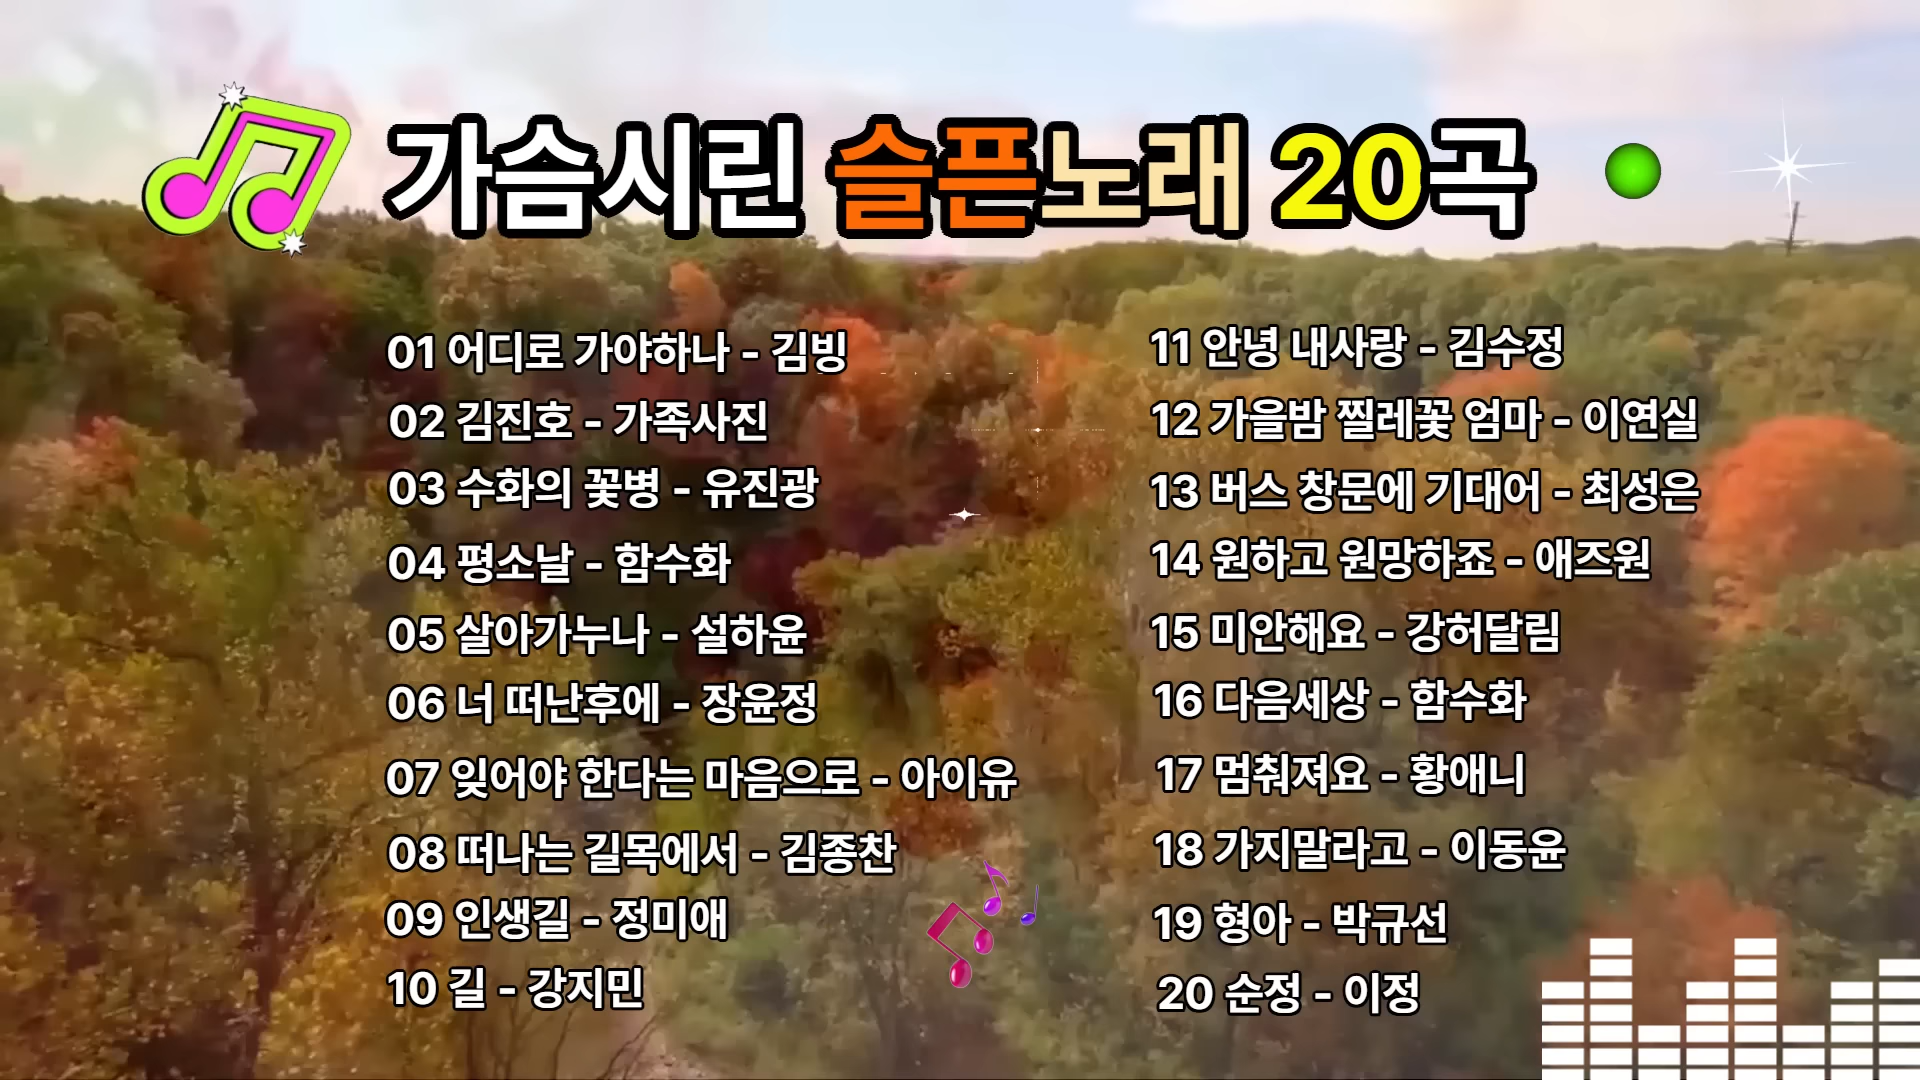 가슴시린 슬픈노래 20곡
01 어디로 가야하나 - 김빙
02 김진호 - 가족사진
03 수화의 꽃병 - 유진광
04 평소날 - 함수화
05 살아가누나 - 설하윤
06 너 떠난후에 - 장윤정
07 잊어야 한다는 마음으로 - 아이유
08 떠나는 길목에서 - 김종찬
09 인생길 - 정미애
10 길 - 강지민
11 안녕 내사랑 - 김수정
12 가을밤 찔레꽃 엄마 - 이연실
13 버스 창문에 기대어 - 최성은
14 원하고 원망하죠 - 애즈원
15 미안해요 - 강허달림
16 다음세상 - 함수화
17 멈춰져요 - 황애니
18 가지말라고 - 이동윤
19 형아 - 박규선
20 순정 - 이정